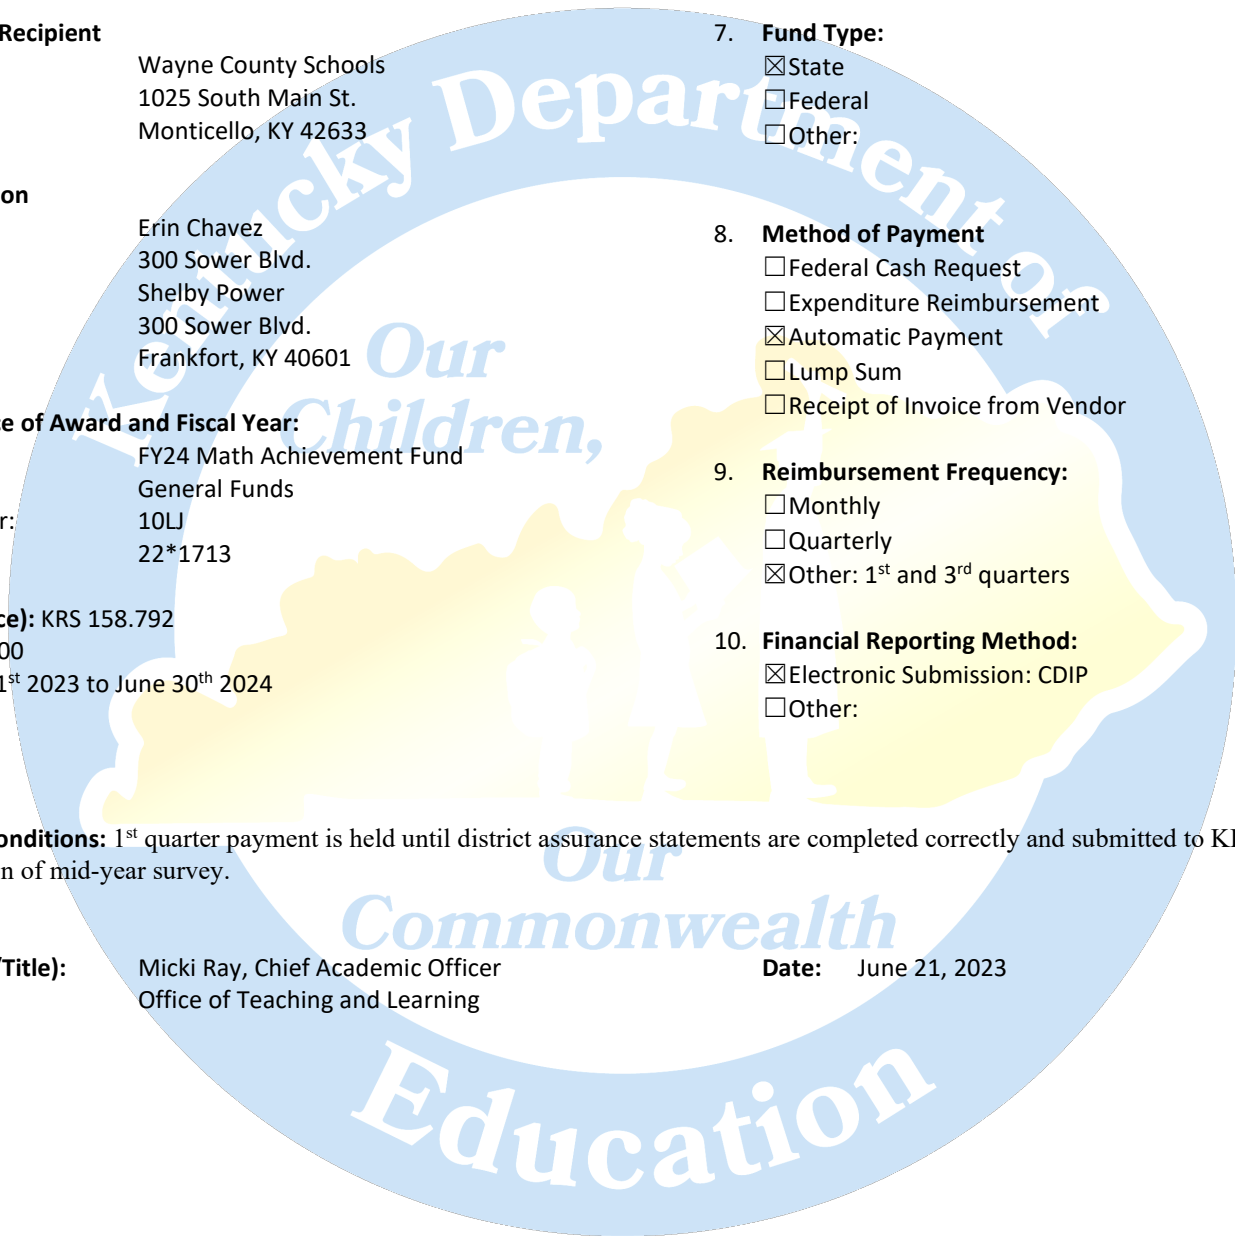 Recipient
Wayne County Schools
1025 South Main St.
Monticello, KY 42633
on
Erin Chavez
300 Sower Blvd.
Shelby Power
300 Sower Blvd.
Frankfort, KY 40601
ce of Award and Fiscal Year:
FY24 Math Achievement Fund
General Funds
r: 10LJ
22*1713
ce): KRS 158.792
00
1st 2023 to June 30th 2024
7. Fund Type:
☒State
☐Federal
☐Other:
8. Method of Payment
☐Federal Cash Request
☐Expenditure Reimbursement
☒Automatic Payment
☐Lump Sum
☐Receipt of Invoice from Vendor
9. Reimbursement Frequency:
☐Monthly
☐Quarterly
☒Other: 1st and 3rd quarters
10. Financial Reporting Method:
☒Electronic Submission: CDIP
☐Other:
onditions: 1st quarter payment is held until district assurance statements are completed correctly and submitted to KI
n of mid-year survey.
/Title): Micki Ray, Chief Academic Officer
Office of Teaching and Learning
Date: June 21, 2023
Kentucky Department of
Education
Our
Children,
Our
Commonwealth